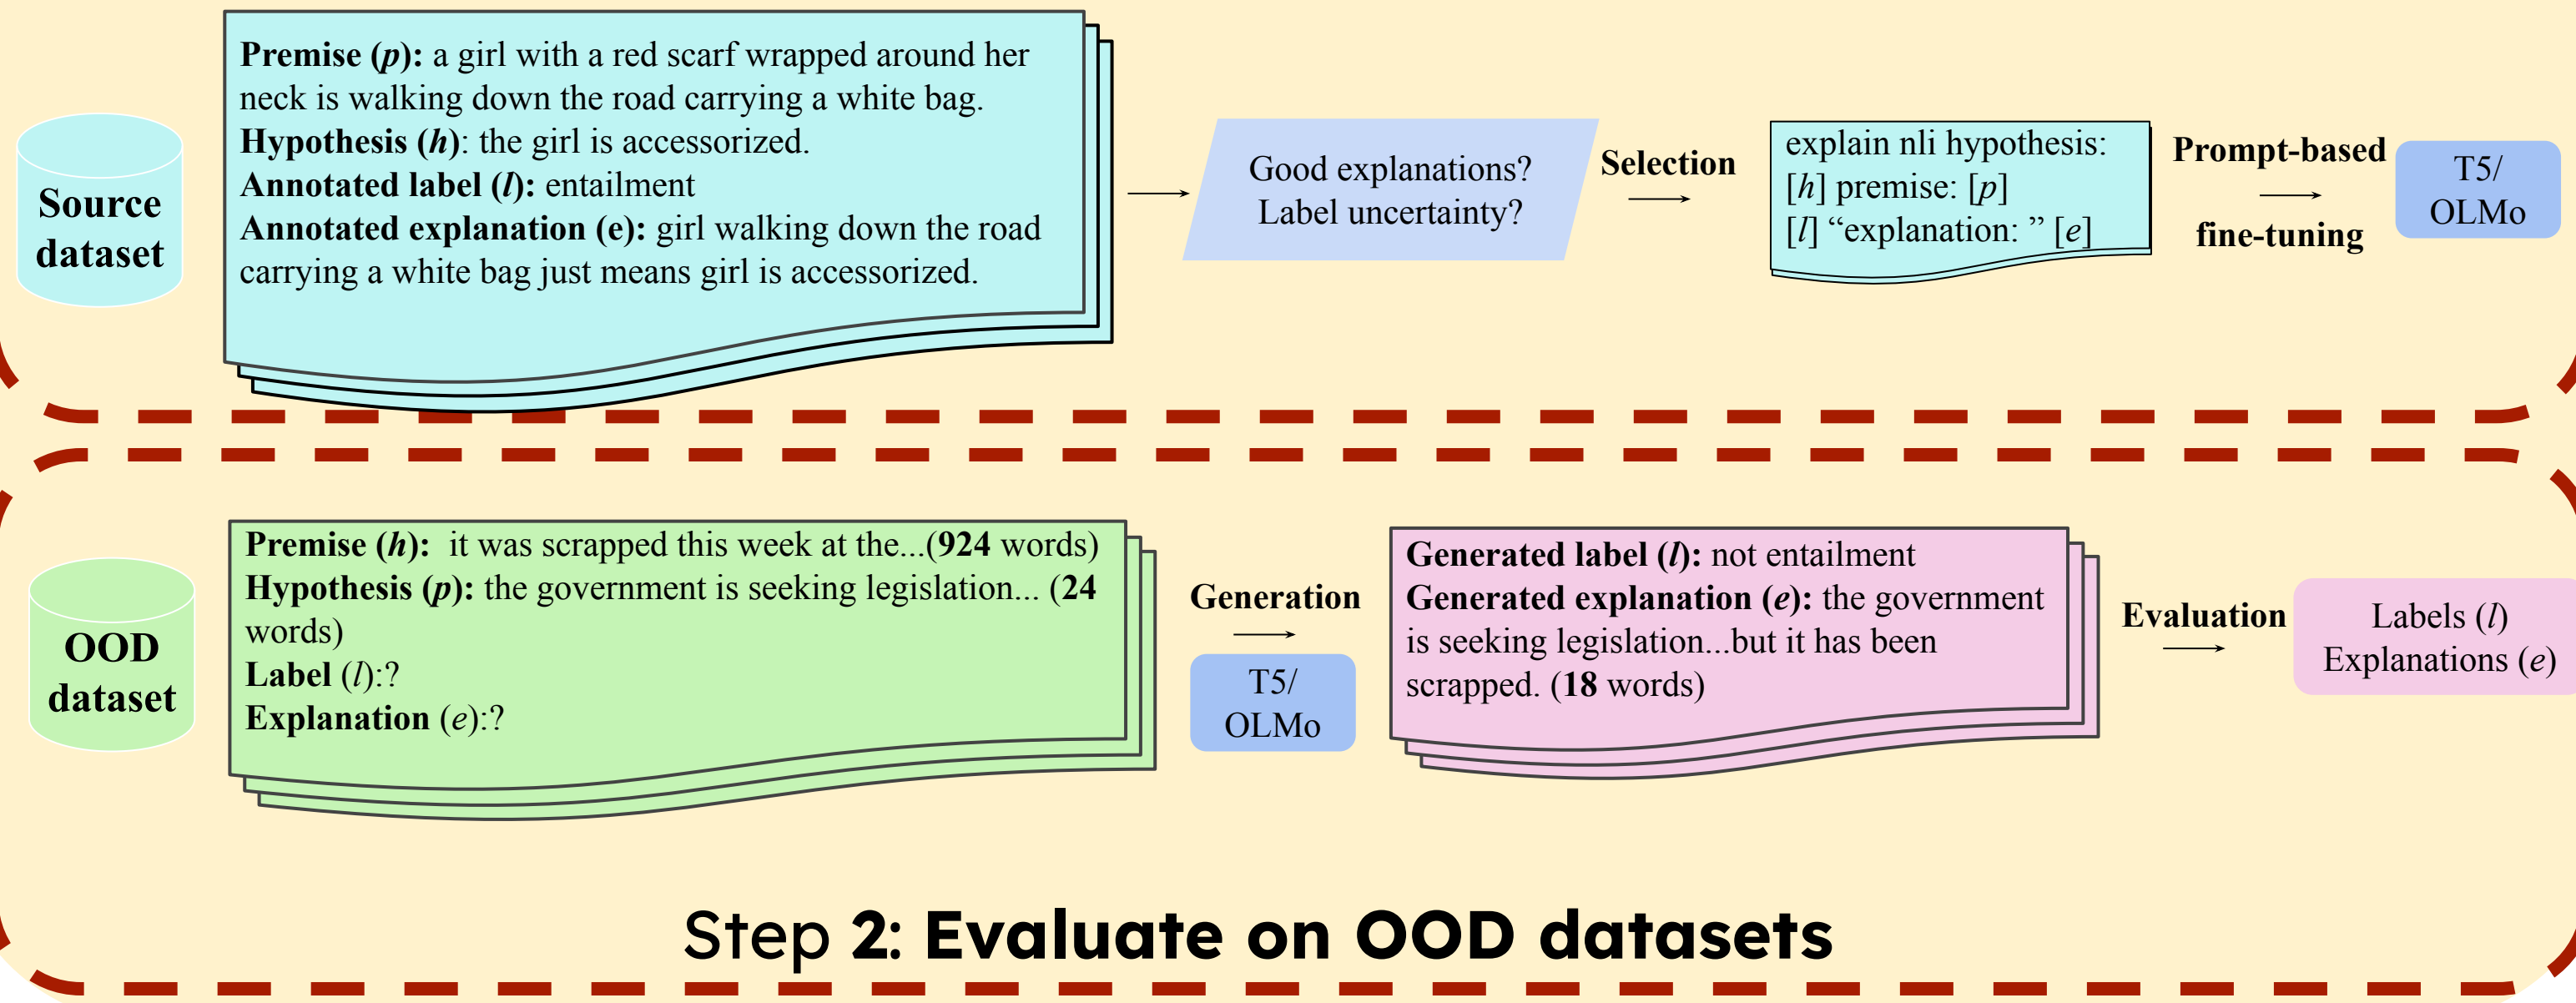 Source
dataset
Premise (p): a girl with a red scarf wrapped around her
neck is walking down the road carrying a white bag.
Hypothesis (h): the girl is accessorized.
Annotated label (l): entailment
Annotated explanation (e): girl walking down the road
carrying a white bag just means girl is accessorized.
Good explanations?
Label uncertainty?
Selection
explain nli hypothesis:
[h] premise: [p]
[l] “explanation: ” [e]
Prompt-based
fine-tuning
T5/
OLMo
OOD
dataset
Premise (h): it was scrapped this week at the...(924 words)
Hypothesis (p): the government is seeking legislation... (24
words)
Label (l):?
Explanation (e):?
Generation
T5/
OLMo
Generated label (l): not entailment
Generated explanation (e): the government
is seeking legislation...but it has been
scrapped. (18 words)
Evaluation
Labels (l)
Explanations (e)
Step 2: Evaluate on OOD datasets